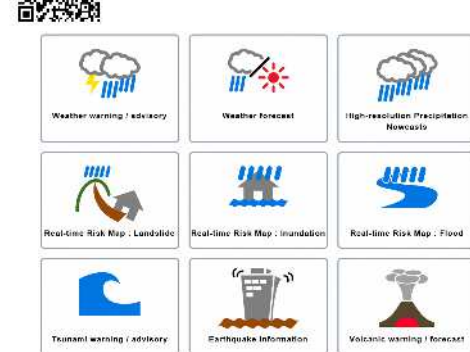 Weather warning / advisory
Weather forecast
High-resolution Precipitation
Nowcasts
Real-time Risk Map : Landslide
Real-time Risk Map : Inundation
Real-time Risk Map : Flood
Tsunami warning / advisory
Earthquake Information
Volcanic warning / forecast